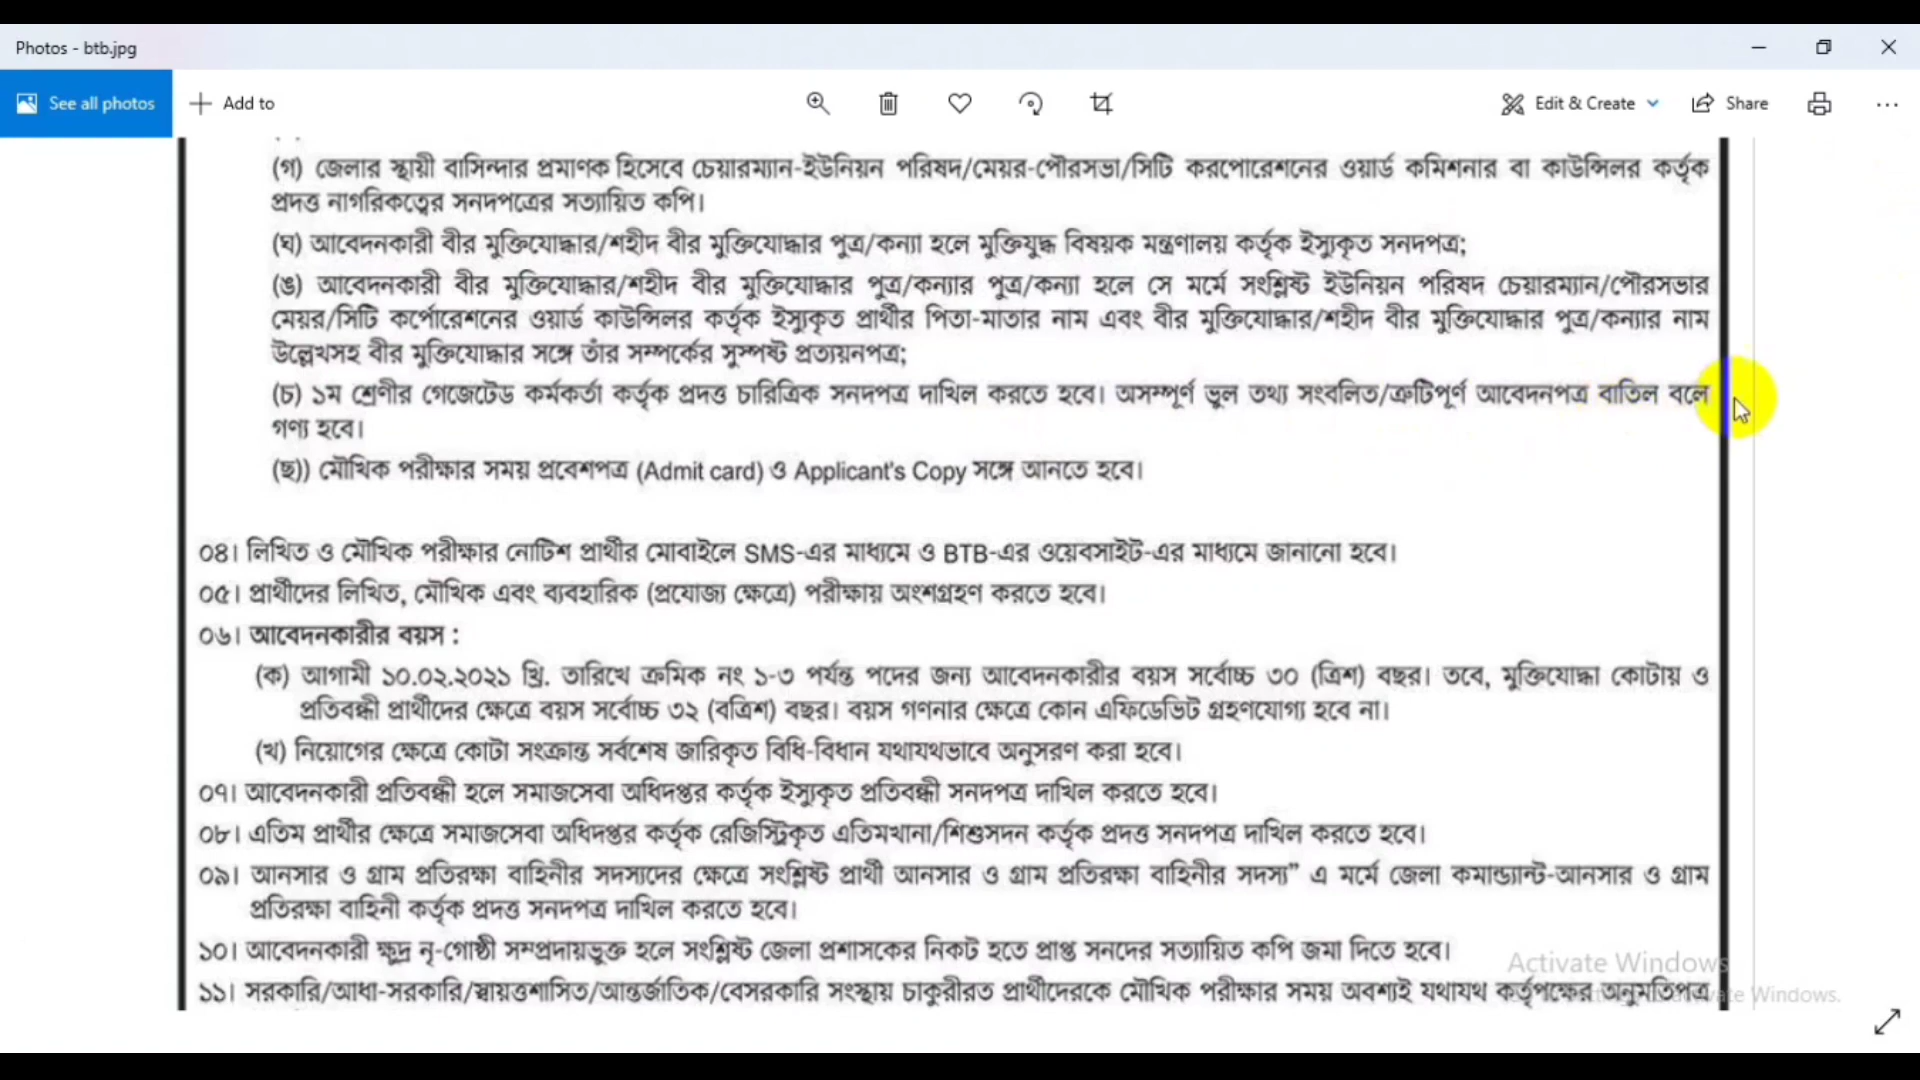 Photos - btb.jpg
See all photos
Add to
Edit & Create
Share
(গ) জেলার স্থায়ী বাসিন্দার প্রমাণক হিসেবে চেয়ারম্যান-ইউনিয়ন পরিষদ/মেয়র-পৌরসভা/সিটি করপোরেশনের ওয়ার্ড কমিশনার বা কাউন্সিলর কর্তৃক
প্রদত্ত নাগরিকত্বের সনদপত্রের সত্যায়িত কপি।
(ঘ) আবেদনকারী বীর মুক্তিযোদ্ধার/শহীদ বীর মুক্তিযোদ্ধার পুত্র/কন্যা হলে মুক্তিযুদ্ধ বিষয়ক মন্ত্রণালয় কর্তৃক ইস্যুকৃত সনদপত্র;
(ঙ) আবেদনকারী বীর মুক্তিযোদ্ধার/শহীদ বীর মুক্তিযোদ্ধার পুত্র/কন্যার পুত্র/কন্যা হলে সে মর্মে সংশ্লিষ্ট ইউনিয়ন পরিষদ চেয়ারম্যান/পৌরসভার
মেয়র/সিটি কর্পোরেশনের ওয়ার্ড কাউন্সিলর কর্তৃক ইস্যুকৃত প্রার্থীর পিতা-মাতার নাম এবং বীর মুক্তিযোদ্ধার/শহীদ বীর মুক্তিযোদ্ধার পুত্র/কন্যার নাম
উল্লেখসহ বীর মুক্তিযোদ্ধার সঙ্গে তাঁর সম্পর্কের সুস্পষ্ট প্রত্যয়নপত্র;
(চ) ১ম শ্রেণীর গেজেটেড কর্মকর্তা কর্তৃক প্রদত্ত চারিত্রিক সনদপত্র দাখিল করতে হবে। অসম্পূর্ণ ভুল তথ্য সংবলিত/ত্রুটিপূর্ণ আবেদনপত্র বাতিল বলে
গণ্য হবে।
(ছ)) মৌখিক পরীক্ষার সময় প্রবেশপত্র (Admit card) ও Applicant's Copy সঙ্গে আনতে হবে।
০৪। লিখিত ও মৌখিক পরীক্ষার নোটিশ প্রার্থীর মোবাইলে SMS-এর মাধ্যমে ও BTB-এর ওয়েবসাইট-এর মাধ্যমে জানানো হবে।
০৫। প্রার্থীদের লিখিত, মৌখিক এবং ব্যবহারিক (প্রযোজ্য ক্ষেত্রে) পরীক্ষায় অংশগ্রহণ করতে হবে।
০৬। আবেদনকারীর বয়স :
(ক) আগামী ১০.০২.২০২১ খ্রি. তারিখে ক্রমিক নং ১-৩ পর্যন্ত পদের জন্য আবেদনকারীর বয়স সর্বোচ্চ ৩০ (ত্রিশ) বছর। তবে, মুক্তিযোদ্ধা কোটায় ও
প্রতিবন্ধী প্রার্থীদের ক্ষেত্রে বয়স সর্বোচ্চ ৩২ (বত্রিশ) বছর। বয়স গণনার ক্ষেত্রে কোন এফিডেভিট গ্রহণযোগ্য হবে না।
(খ) নিয়োগের ক্ষেত্রে কোটা সংক্রান্ত সর্বশেষ জারিকৃত বিধি-বিধান যথাযথভাবে অনুসরণ করা হবে।
০৭। আবেদনকারী প্রতিবন্ধী হলে সমাজসেবা অধিদপ্তর কর্তৃক ইস্যুকৃত প্রতিবন্ধী সনদপত্র দাখিল করতে হবে।
০৮। এতিম প্রার্থীর ক্ষেত্রে সমাজসেবা অধিদপ্তর কর্তৃক রেজিস্ট্রিকৃত এতিমখানা/শিশুসদন কর্তৃক প্রদত্ত সনদপত্র দাখিল করতে হবে।
০৯। আনসার ও গ্রাম প্রতিরক্ষা বাহিনীর সদস্যদের ক্ষেত্রে সংশ্লিষ্ট প্রার্থী আনসার ও গ্রাম প্রতিরক্ষা বাহিনীর সদস্য” এ মর্মে জেলা কমান্ড্যান্ট-আনসার ও গ্রাম
প্রতিরক্ষা বাহিনী কর্তৃক প্রদত্ত সনদপত্র দাখিল করতে হবে।
১০। আবেদনকারী ক্ষুদ্র নৃ-গোষ্ঠী সম্প্রদায়ভুক্ত হলে সংশ্লিষ্ট জেলা প্রশাসকের নিকট হতে প্রাপ্ত সনদের সত্যায়িত কপি জমা দিতে হবে।
Activate Windows
১১। সরকারি/আধা-সরকারি/স্বায়ত্তশাসিত/আন্তর্জাতিক/বেসরকারি সংস্থায় চাকুরীরত প্রার্থীদেরকে মৌখিক পরীক্ষার সময় অবশ্যই যথাযথ কর্তৃপক্ষের অনুমতিপত্র
Windows.